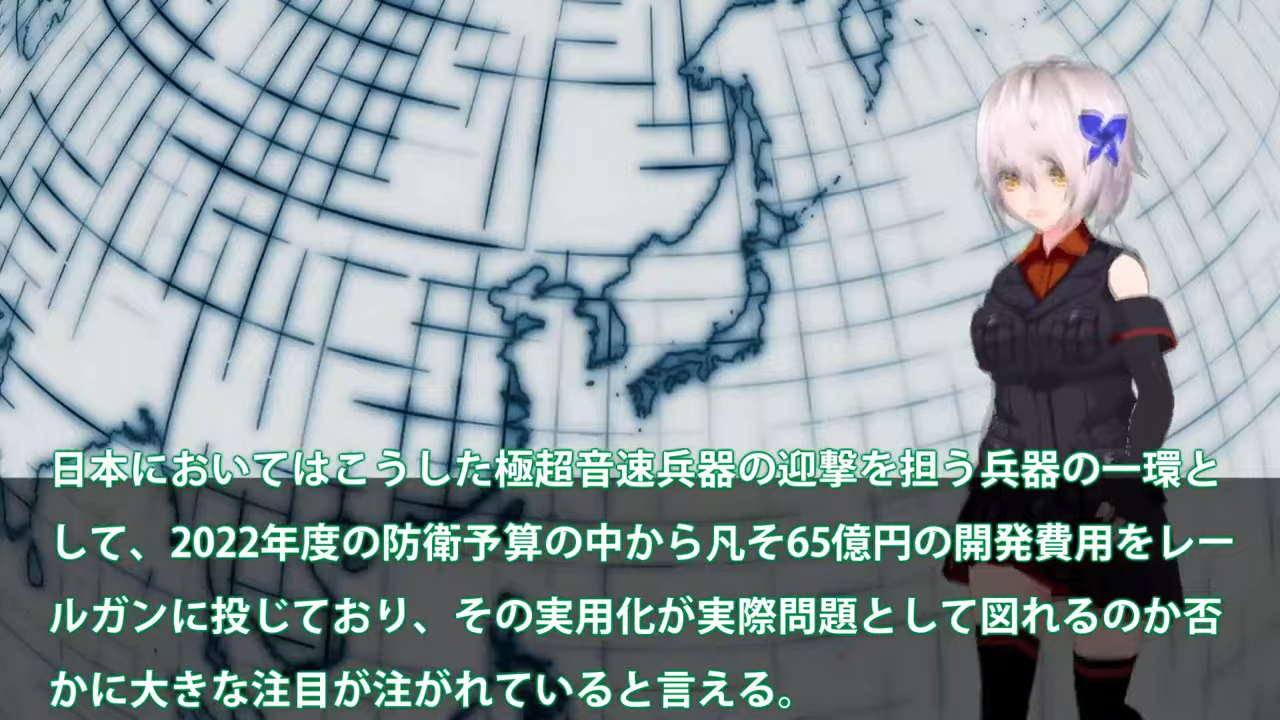 日本においてはこうした極超音速兵器の迎撃を担う兵器の一環と
して、2022年度の防衛予算の中から凡そ65億円の開発費用をレー
ルガンに投じており、その実用化が実際問題として図れるのか否
かに大きな注目が注がれていると言える。